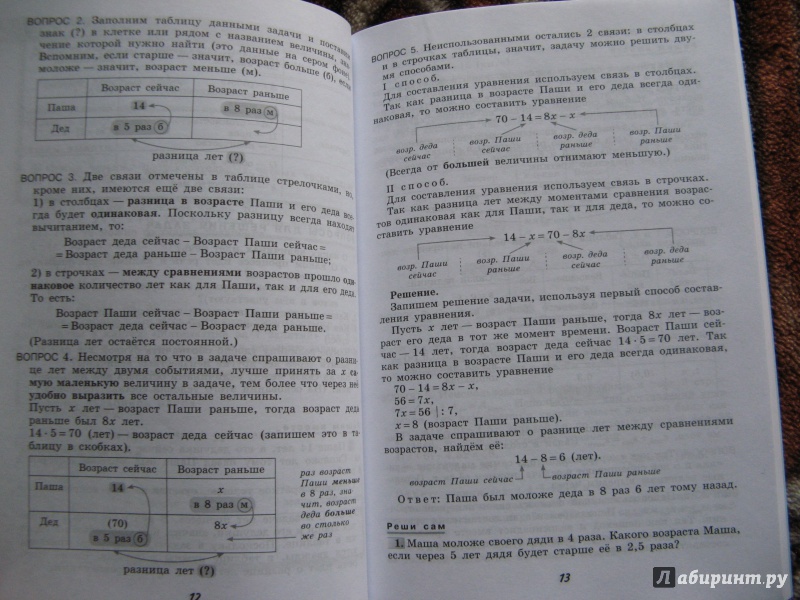 ВОПРОС 2. Заполним таблицу данными задачи и поставим
знак (?) в клетке или рядом с названием величины, зна-
чение которой нужно найти (это данные на сером фоне).
Вспомним, если старше — значит, возраст больше (б), если
моложе — значит, возраст меньше (м).
Возраст сейчас Возраст раньше
Паша 14 в 8 раз м
Дед в 5 раз б
разница лет (?)
ВОПРОС 3. Две связи отмечены в таблице стрелочками, но,
кроме них, имеются ещё две связи:
1) в столбцах — разница в возрасте Паши и его деда все-
гда будет одинаковая. Поскольку разницу всегда находят
вычитанием, то:
Возраст деда сейчас – Возраст Паши сейчас =
= Возраст деда раньше – Возраст Паши раньше;
2) в строчках — между сравнениями возрастов прошло оди-
наковое количество лет как для Паши, так и для его деда.
То есть:
Возраст Паши сейчас – Возраст Паши раньше =
= Возраст деда сейчас – Возраст деда раньше.
(Разница лет остаётся постоянной.)
ВОПРОС 4. Несмотря на то что в задаче спрашивают о разни-
це лет между двумя событиями, лучше принять за x са-
мую маленькую величину в задаче, тем более что через неё
удобно выразить все остальные величины.
Пусть x лет — возраст Паши раньше, тогда возраст деда
раньше был 8x лет.
14 · 5 = 70 (лет) — возраст деда сейчас (запишем это в та-
блицу в скобках).
Возраст сейчас Возраст раньше
Паша 14 x
в 8 раз м
Дед (70) 8x
в 5 раз б
раз возраст
Паши меньше
в 8 раз, зна-
чит, возраст
деда больше
во столько
же раз
разница лет (?)
12
ВОПРОС 5. Неиспользованными остались 2 связи: в столбцах
и в строчках таблицы, значит, задачу можно решить дву-
мя способами.
I способ.
Для составления уравнения используем связь в столбцах.
Так как разница в возрасте Паши и его деда всегда оди-
наковая, то можно составить уравнение
70 – 14 = 8x – x
возр. деда сейчас возр. Паши сейчас возр. деда раньше возр. Паши раньше
(Всегда от большей величины отнимают меньшую.)
II способ.
Для составления уравнения используем связь в строчках.
Так как разница лет между моментами сравнения возрас-
тов одинаковая как для Паши, так и для деда, то можно со-
ставить уравнение
14 – x = 70 – 8x
возр. Паши сейчас возр. Паши раньше возр. деда сейчас возр. деда раньше
Решение.
Запишем решение задачи, используя первый способ состав-
ления уравнения.
Пусть x лет — возраст Паши раньше, тогда 8x лет — воз-
раст его деда в тот же момент времени. Возраст Паши сей-
час — 14 лет, тогда возраст деда сейчас 14 · 5 = 70 лет. Так
как разница в возрасте Паши и его деда всегда одинаковая,
то можно составить уравнение
70 – 14 = 8x – x,
56 = 7x,
7x = 56 | : 7,
x = 8 (возраст Паши раньше).
В задаче спрашивают о разнице лет между сравнениями
возрастов, найдём её:
14 – 8 = 6 (лет).
возраст Паши сейчас возраст Паши раньше
Ответ: Паша был моложе деда в 8 раз 6 лет тому назад.
Реши сам
1. Маша моложе своего дяди в 4 раза. Какого возраста Маша,
если через 5 лет дядя будет старше её в 2,5 раза?
13
Лабиринт.ру